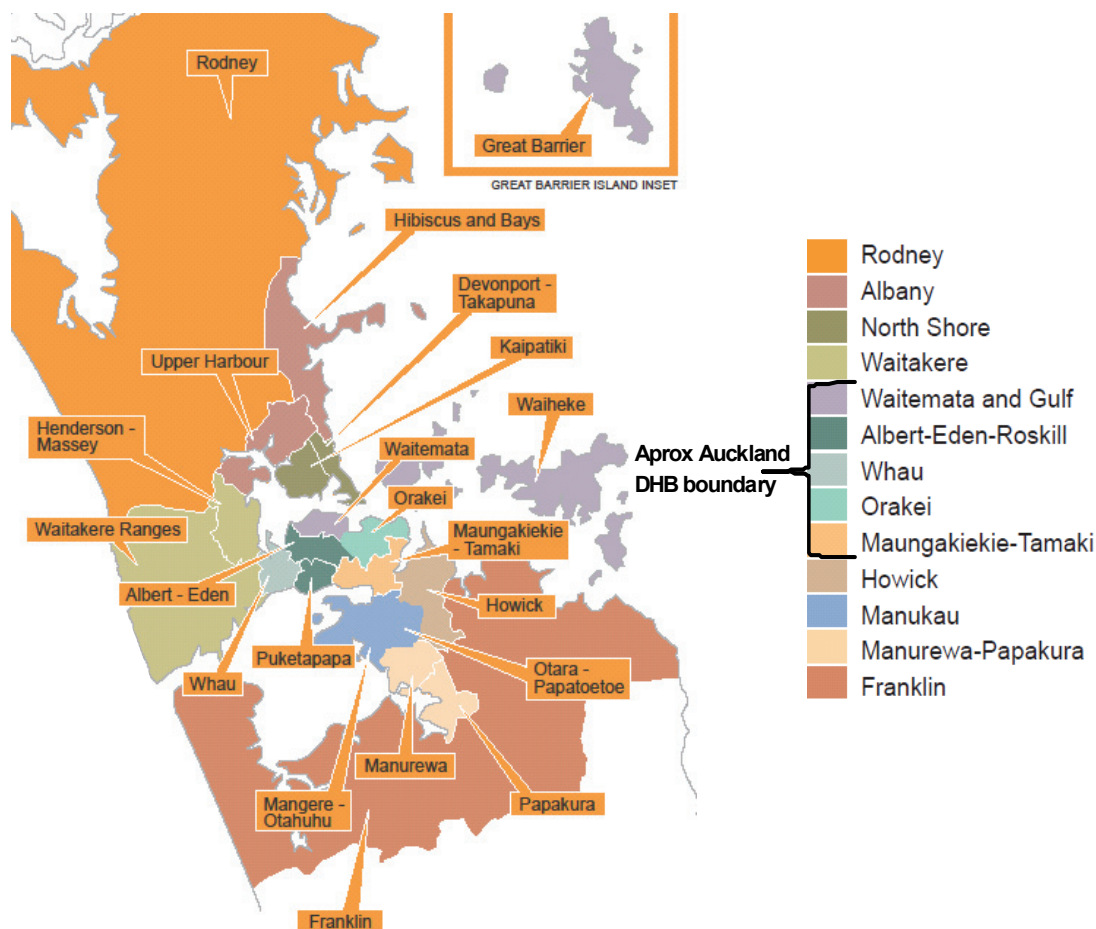 Rodney
Great Barrier
GREAT BARRIER ISLAND INSET
Hibiscus and Bays
Devonport -
Takapuna
Kaipatiki
Upper Harbour
Waiheke
Henderson -
Massey
Waitemata
Orakei
Waitakere Ranges
Maungakiekie
- Tamaki
Albert - Eden
Howick
Puketapapa
Whau
Otara -
Papatoetoe
Manurewa
Mangere -
Otahuhu
Papakura
Franklin
Aprox Auckland
DHB boundary
Rodney
Albany
North Shore
Waitakere
Waitemata and Gulf
Albert-Eden-Roskill
Whau
Orakei
Maungakiekie-Tamaki
Howick
Manukau
Manurewa-Papakura
Franklin